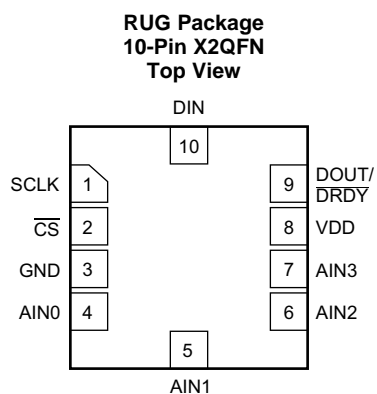 RUG Package
10-Pin X2QFN
Top View
DIN
10
SCLK 1
9 DOUT/
DRDY
CS 2
8 VDD
GND 3
7 AIN3
AIN0 4
6 AIN2
5
AIN1